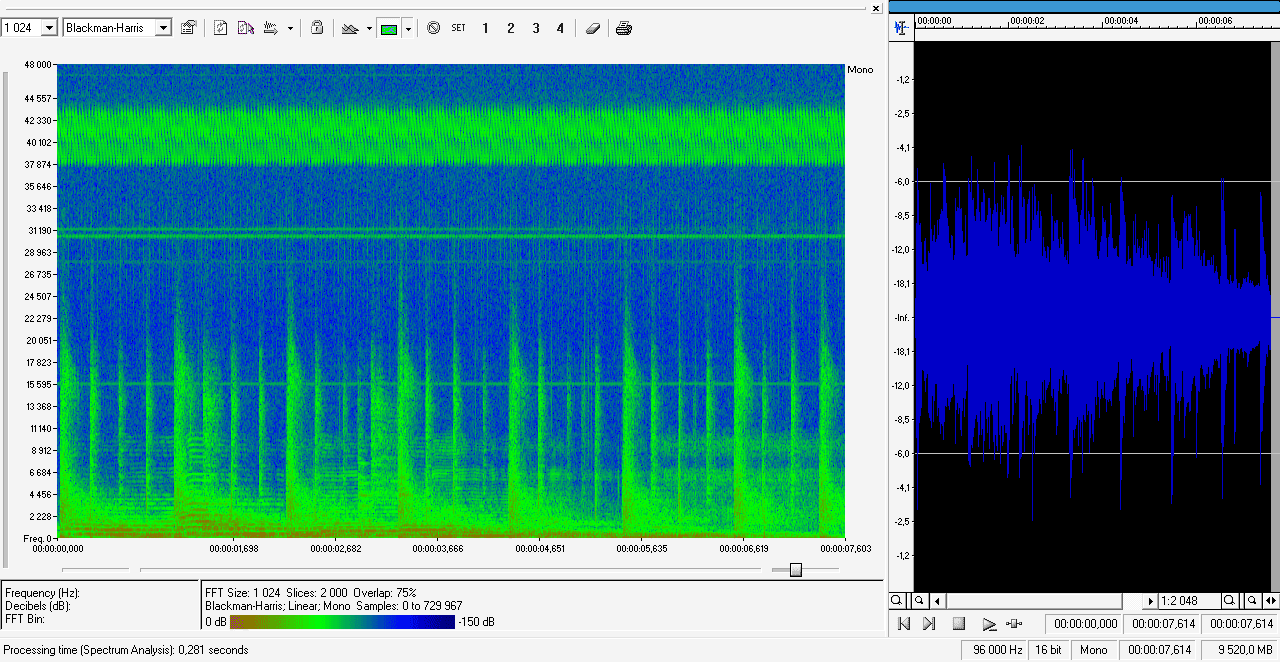 1 024 Blackman-Harris SET 1 2 3 4
Mono
48 000
44 557
42 330
40 102
37 874
35 646
33 418
31 190
28 963
26 735
24 507
22 279
20 051
17 823
15 595
13 368
11 140
8 912
6 684
4 456
2 228
Freq. 0
00:00:00,000 00:00:01,698 00:00:02,682 00:00:03,666 00:00:04,651 00:00:05,635 00:00:06,619 00:00:07,603
Frequency (Hz):
Decibels (dB):
FFT Bin:
FFT Size: 1 024 Slices: 2 000 Overlap: 75%
Blackman-Harris; Linear; Mono Samples: 0 to 729 967
0 dB -150 dB
Processing time (Spectrum Analysis): 0,281 seconds
00:00:00 00:00:02 00:00:04 00:00:06
-1,2
-2,5
-4,1
-6,0
-8,5
-12,0
-18,1
-Inf.
-18,1
-12,0
-8,5
-6,0
-4,1
-2,5
-1,2
1:2 048
00:00:00,000 00:00:07,614 00:00:07,614
96 000 Hz 16 bit Mono 00:00:07,614 9 520,0 MB